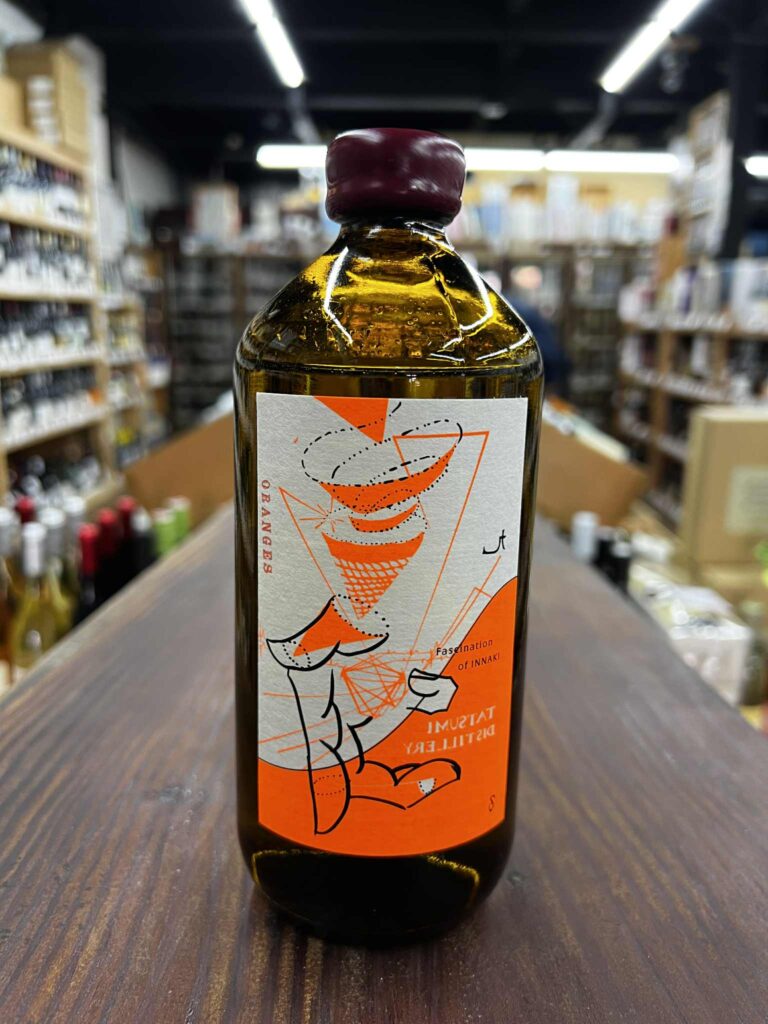 ORANGES
Fascination
of INNAKI
TATSUMI
DISTILLERY